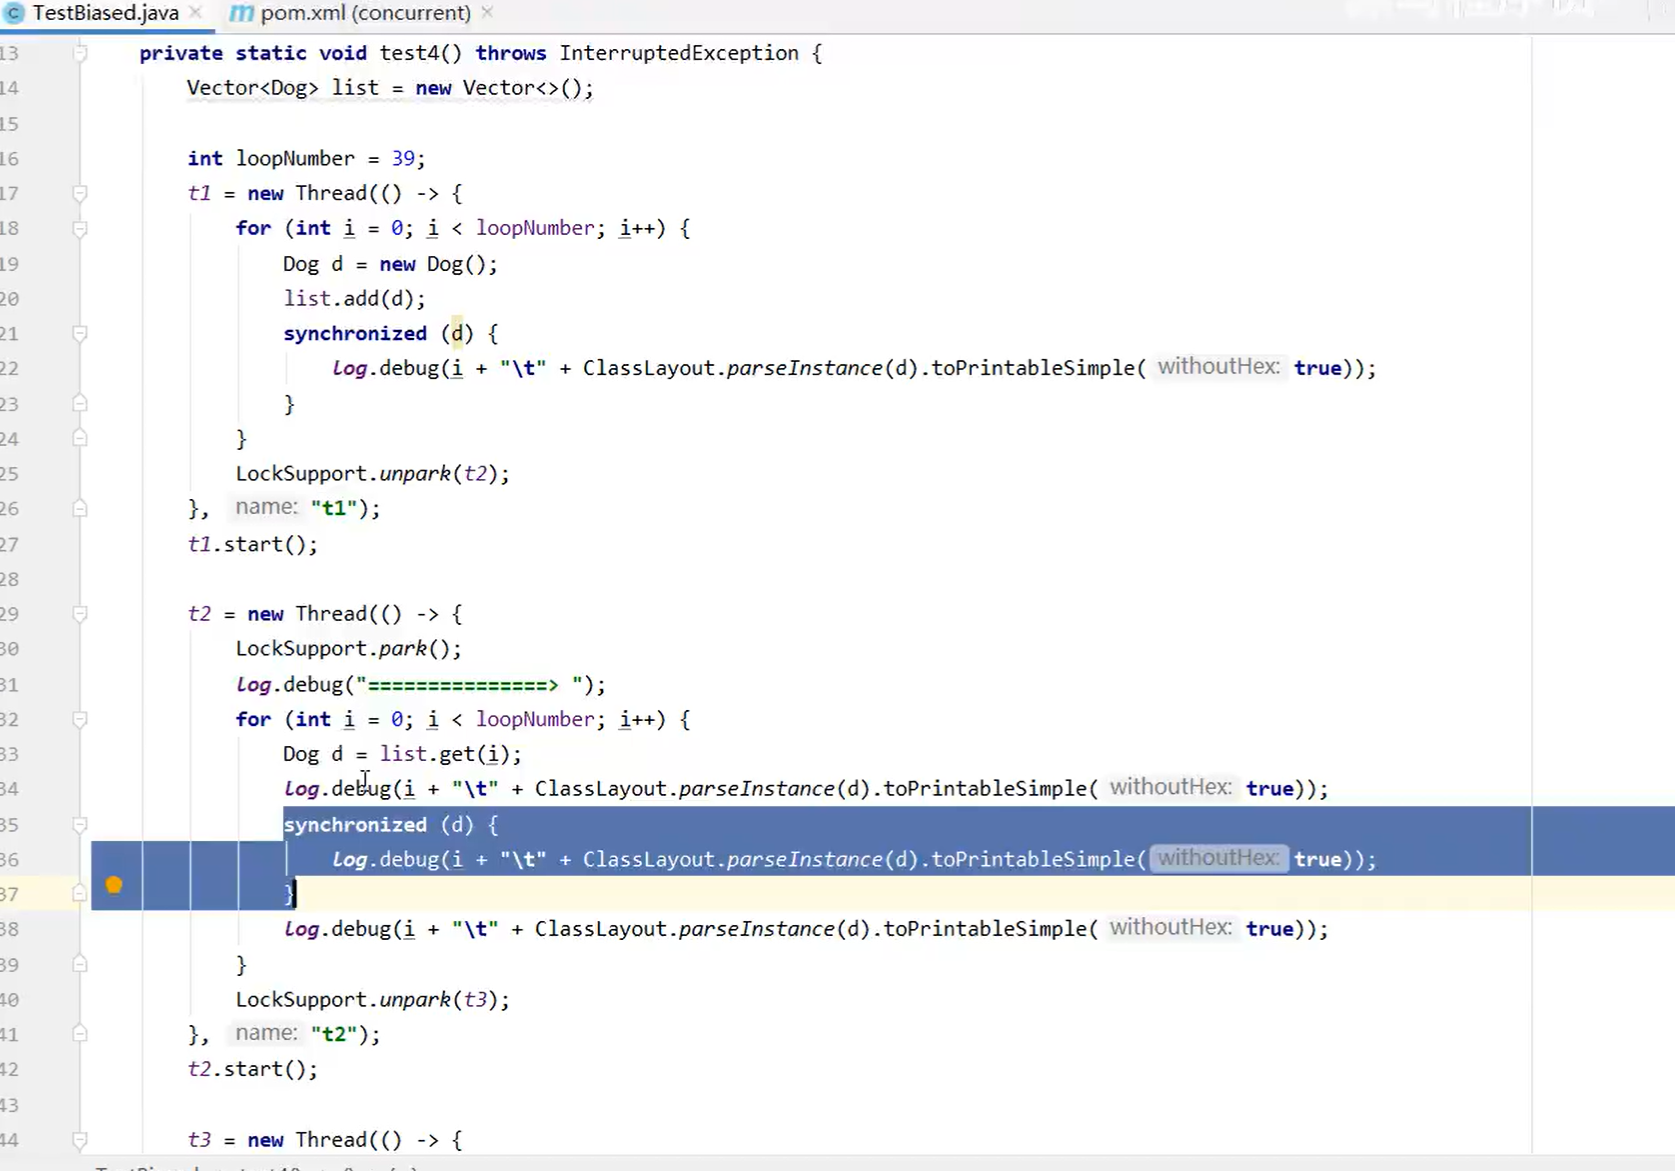 TestBiased.java × m pom.xml (concurrent) ×
13 private static void test4() throws InterruptedException {
14 Vector<Dog> list = new Vector<>();
15
16 int loopNumber = 39;
17 t1 = new Thread(() -> {
18 for (int i = 0; i < loopNumber; i++) {
19 Dog d = new Dog();
20 list.add(d);
21 synchronized (d) {
22 log.debug(i + "\t" + ClassLayout.parseInstance(d).toPrintableSimple( withoutHex: true));
23 }
24 }
25 LockSupport.unpark(t2);
26 }, name: "t1");
27 t1.start();
28
29 t2 = new Thread(() -> {
30 LockSupport.park();
31 log.debug("===============> ");
32 for (int i = 0; i < loopNumber; i++) {
33 Dog d = list.get(i);
34 log.debug(i + "\t" + ClassLayout.parseInstance(d).toPrintableSimple( withoutHex: true));
35 synchronized (d) {
36 log.debug(i + "\t" + ClassLayout.parseInstance(d).toPrintableSimple( withoutHex: true));
37 }
38 log.debug(i + "\t" + ClassLayout.parseInstance(d).toPrintableSimple( withoutHex: true));
39 }
40 LockSupport.unpark(t3);
41 }, name: "t2");
42 t2.start();
43
44 t3 = new Thread(() -> {